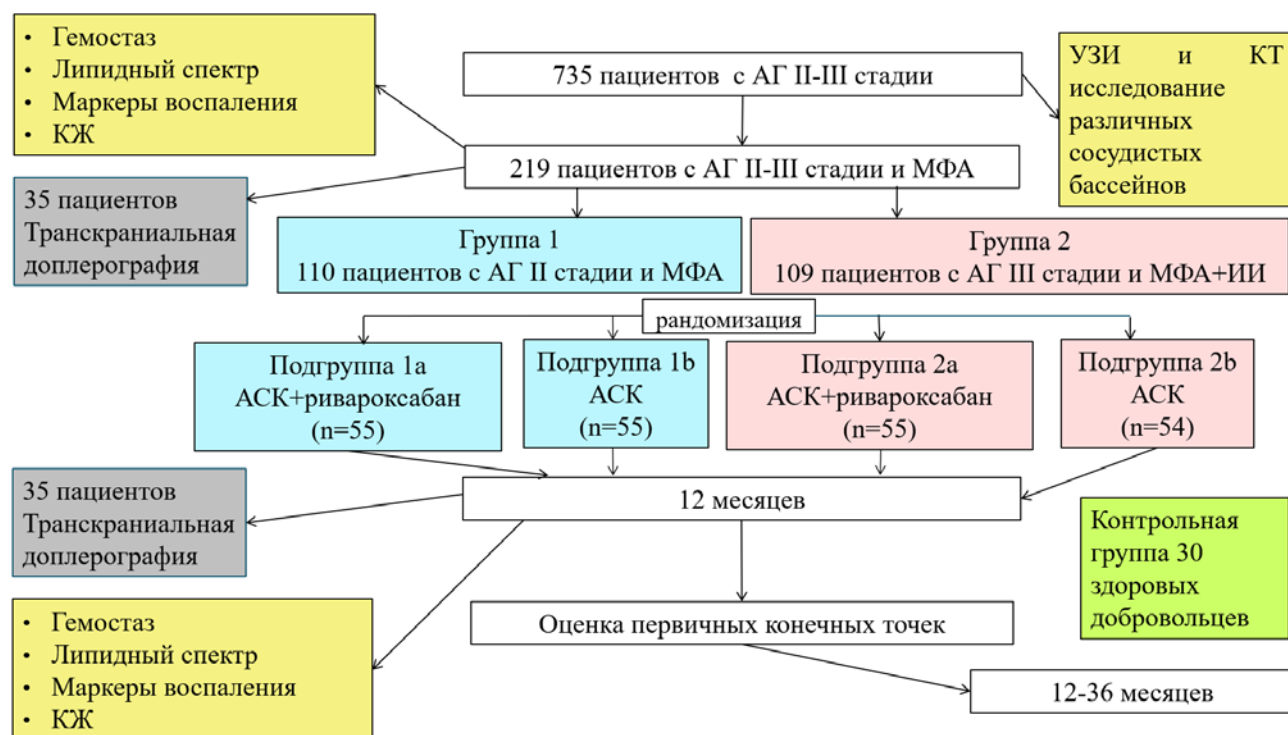 • Гемостаз
• Липидный спектр
• Маркеры воспаления
• КЖ
735 пациентов с АГ II-III стадии
УЗИ и КТ
исследование
различных
сосудистых
бассейнов
219 пациентов с АГ II-III стадии и МФА
35 пациентов
Транскраниальная
доплерография
Группа 1
110 пациентов с АГ II стадии и МФА
Группа 2
109 пациентов с АГ III стадии и МФА+ИИ
рандомизация
Подгруппа 1a
АСК+ривароксабан
(n=55)
Подгруппа 1b
АСК
(n=55)
Подгруппа 2a
АСК+ривароксабан
(n=55)
Подгруппа 2b
АСК
(n=54)
35 пациентов
Транскраниальная
доплерография
12 месяцев
Контрольная
группа 30
здоровых
добровольцев
• Гемостаз
• Липидный спектр
• Маркеры воспаления
• КЖ
Оценка первичных конечных точек
12-36 месяцев